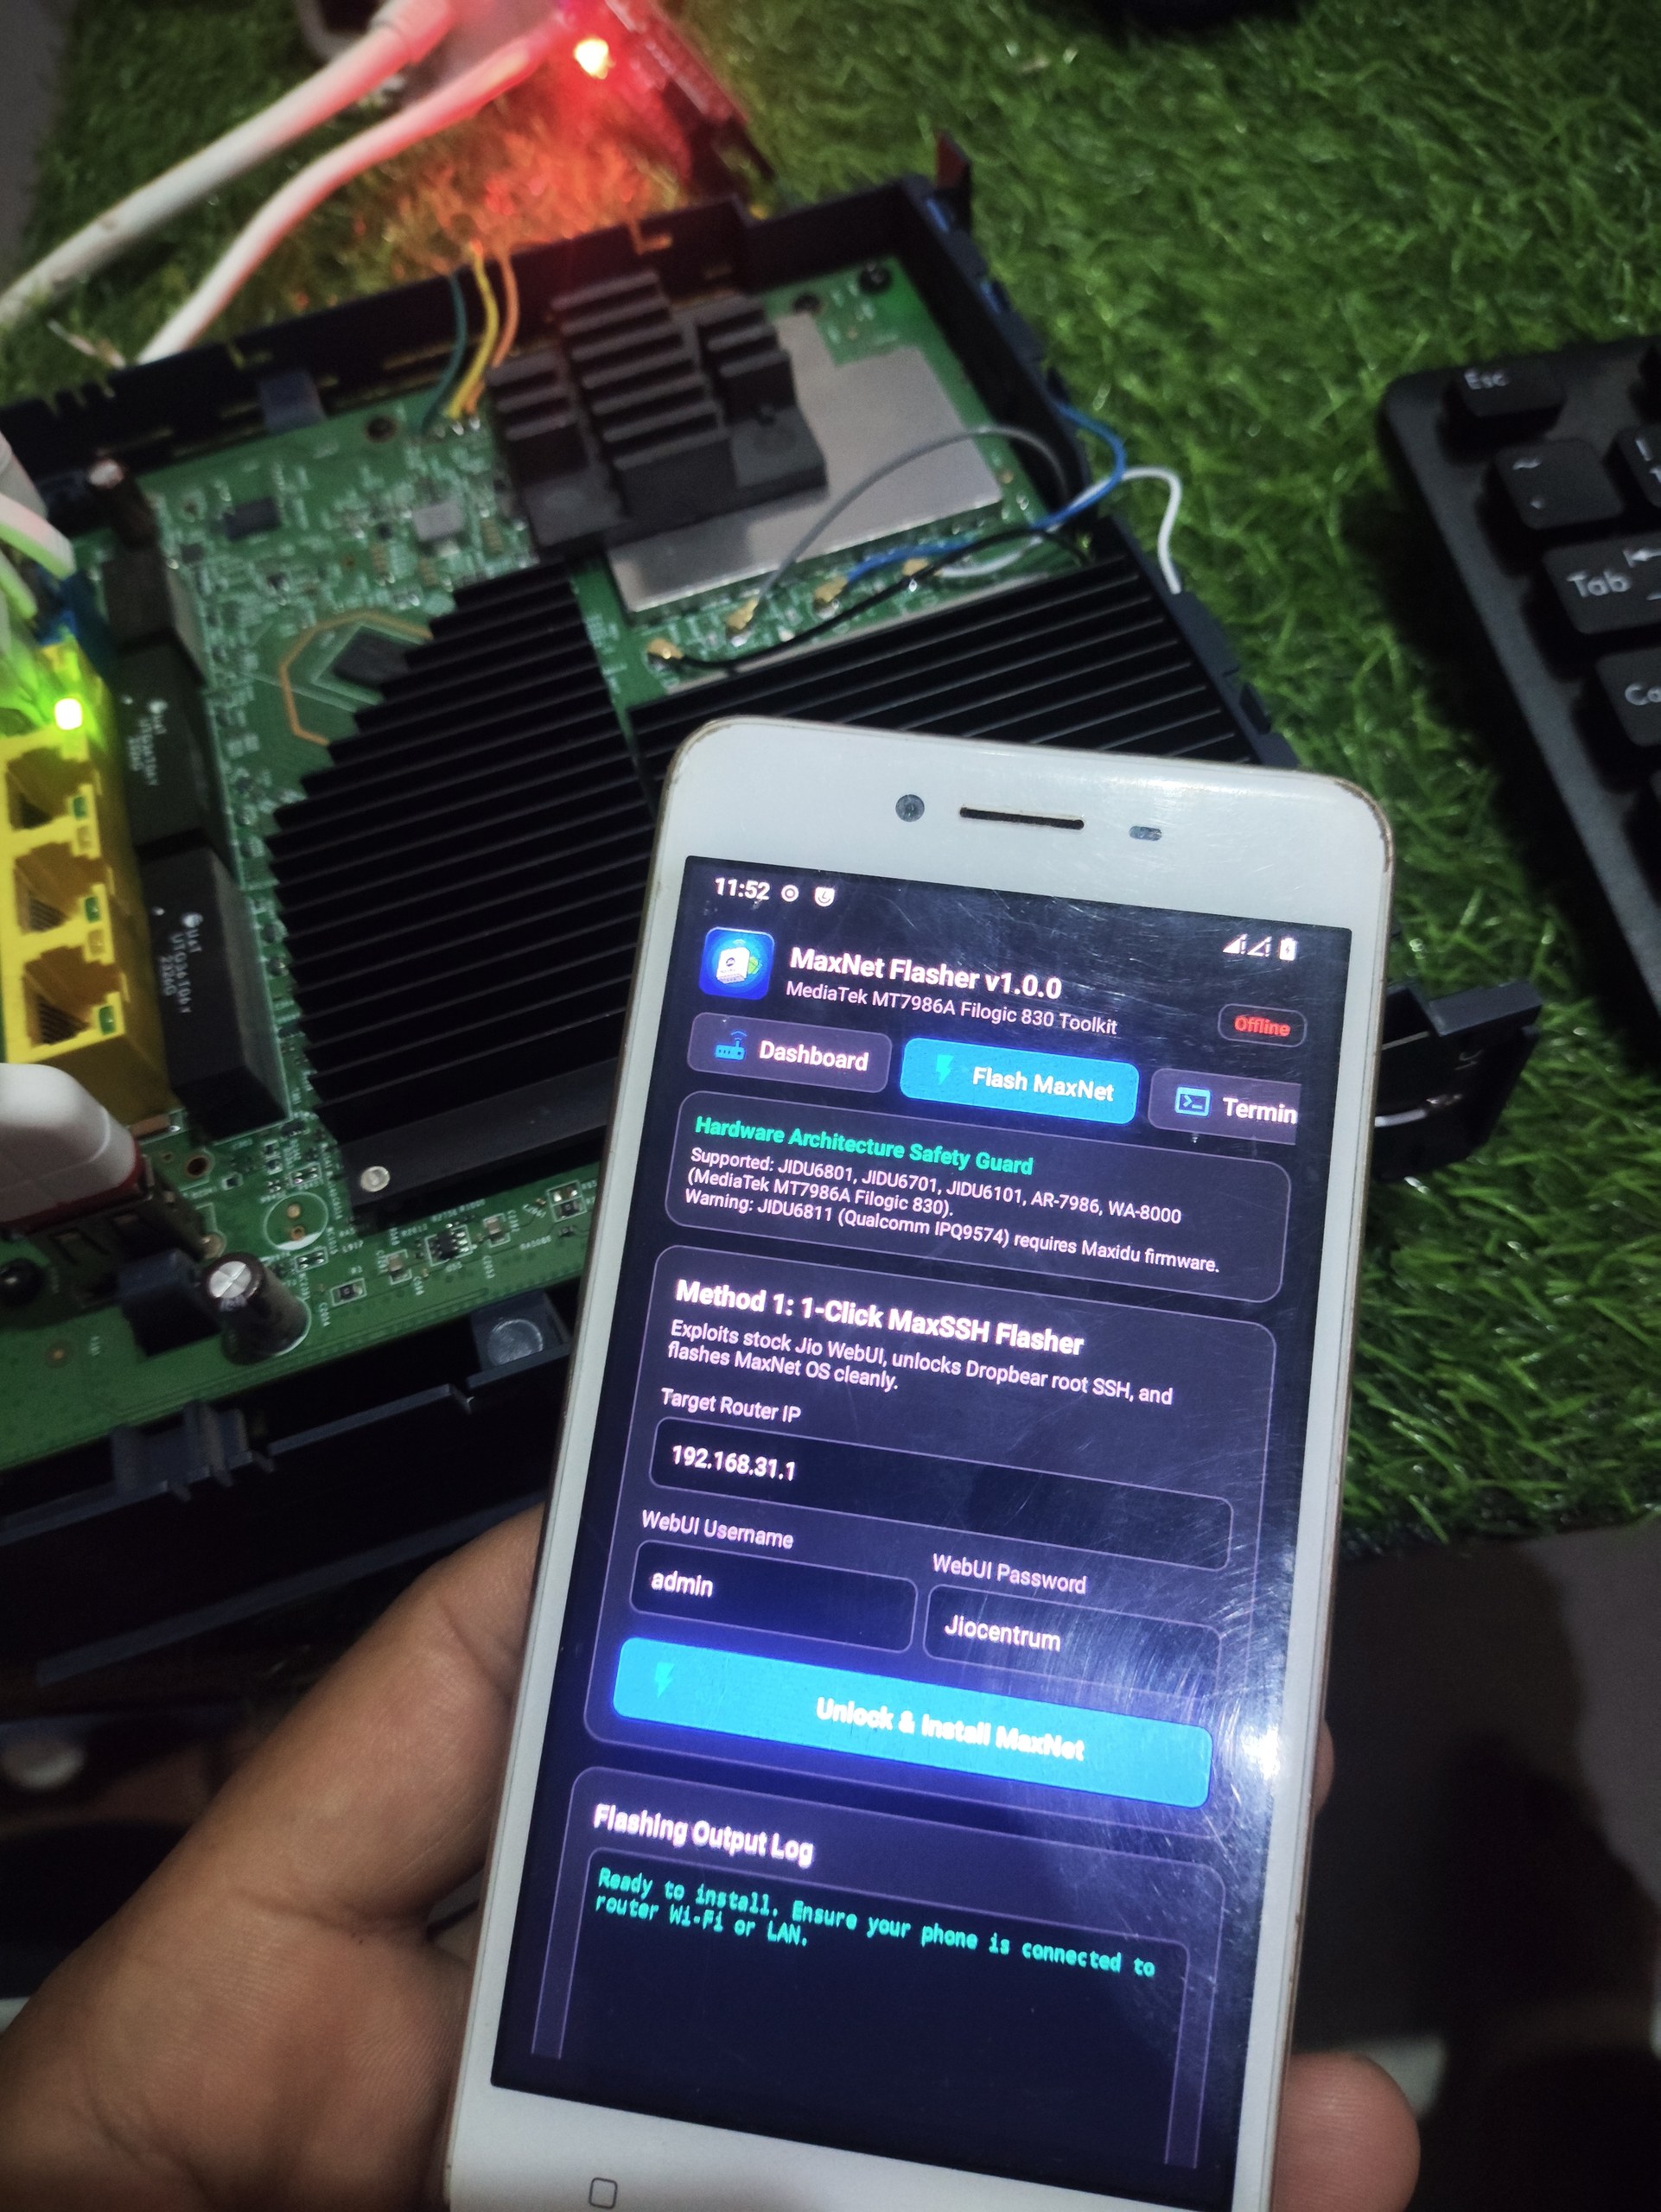 Esc
Tab
11:52
MaxNet Flasher v1.0.0
MediaTek MT7986A Filogic 830 Toolkit
Offline
Dashboard
Flash MaxNet
Termin
Hardware Architecture Safety Guard
Supported: JIDU6801, JIDU6701, JIDU6101, AR-7986, WA-8000
(MediaTek MT7986A Filogic 830).
Warning: JIDU6811 (Qualcomm IPQ9574) requires Maxidu firmware.
Method 1: 1-Click MaxSSH Flasher
Exploits stock Jio WebUI, unlocks Dropbear root SSH, and
flashes MaxNet OS cleanly.
Target Router IP
192.168.31.1
WebUI Username
WebUI Password
admin
Jiocentrum
Unlock & Install MaxNet
Flashing Output Log
Ready to install. Ensure your phone is connected to
router Wi-Fi or LAN.